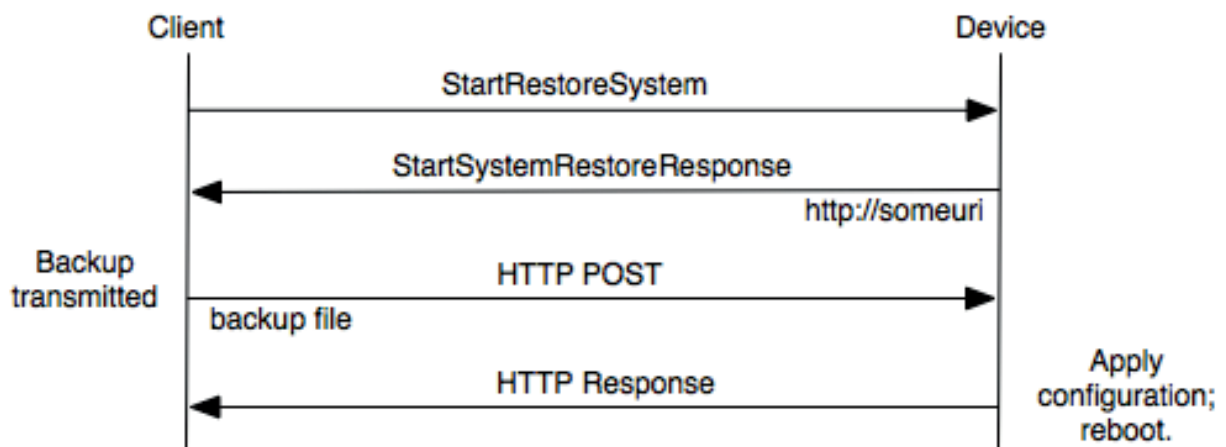 Client
Device
StartRestoreSystem
StartSystemRestoreResponse
http://someuri
Backup
transmitted
HTTP POST
backup file
HTTP Response
Apply
configuration;
reboot.